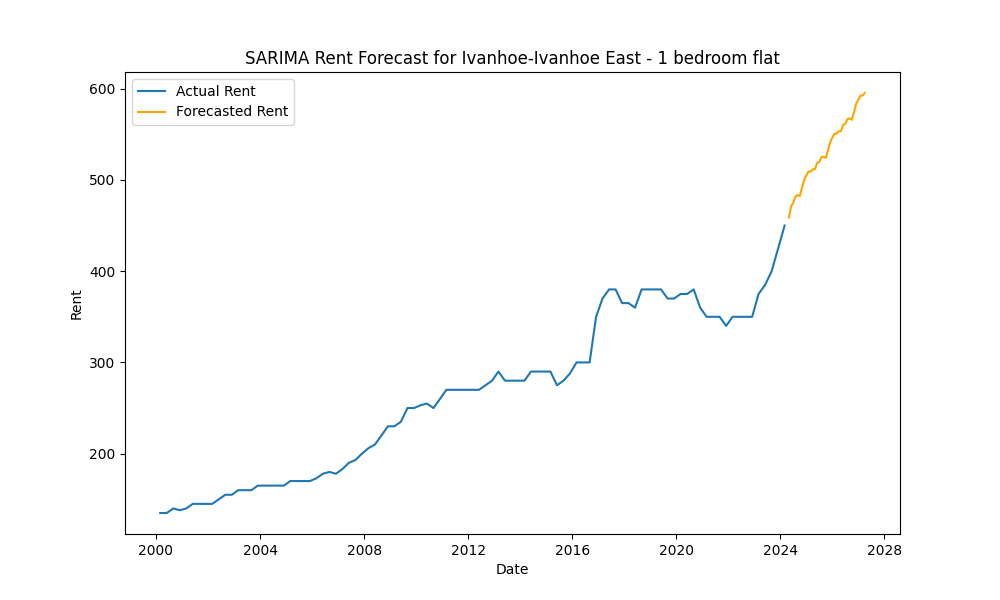 SARIMA Rent Forecast for Ivanhoe-Ivanhoe East - 1 bedroom flat
Actual Rent
Forecasted Rent
600
500
400
300
200
Rent
2000 2004 2008 2012 2016 2020 2024 2028
Date